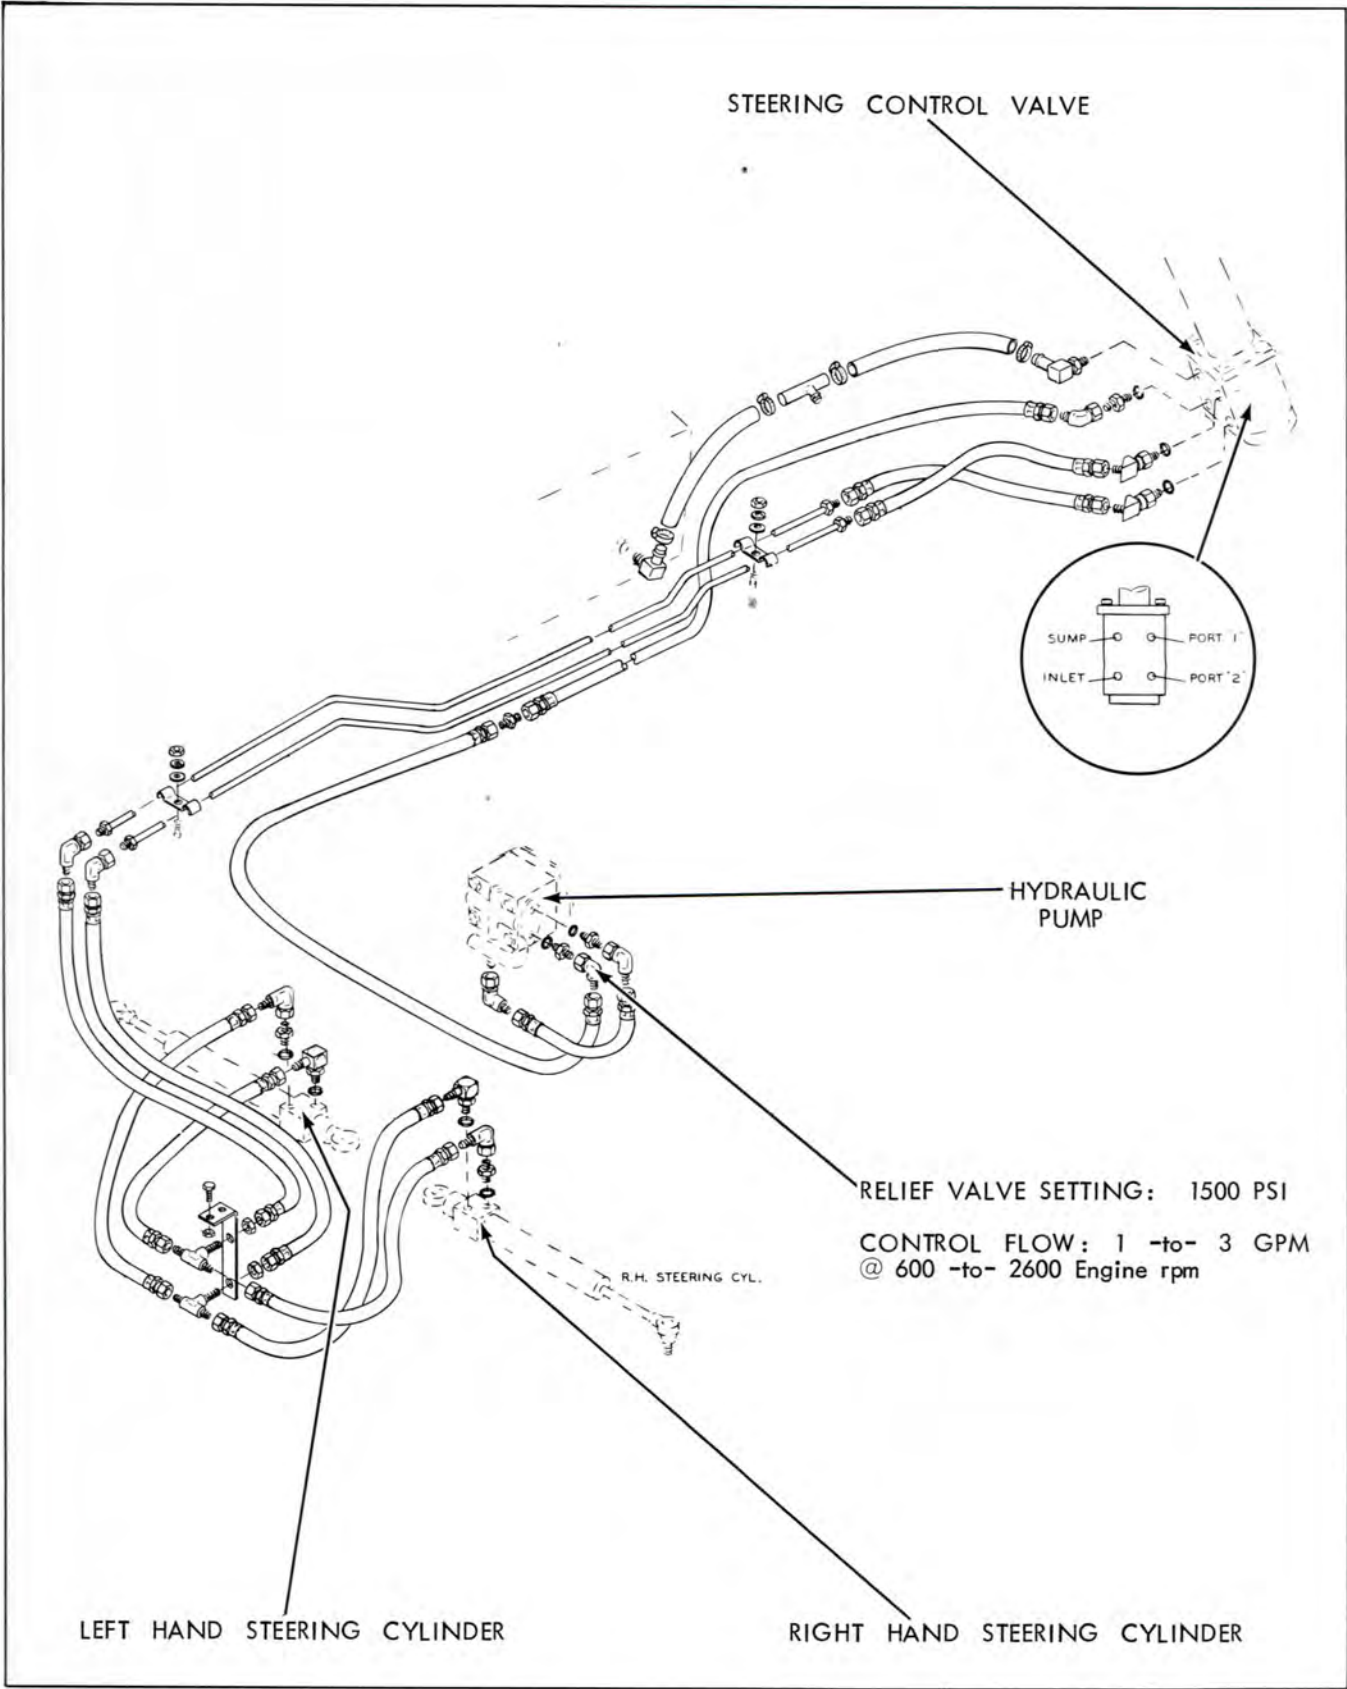 STEERING CONTROL VALVE
SUMP
PORT "1"
INLET
PORT "2"
HYDRAULIC
PUMP
RELIEF VALVE SETTING: 1500 PSI
CONTROL FLOW: 1 -to- 3 GPM
@ 600 -to- 2600 Engine rpm
R.H. STEERING CYL.
LEFT HAND STEERING CYLINDER
RIGHT HAND STEERING CYLINDER